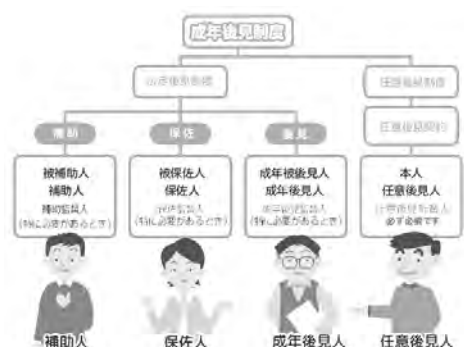 成年後見制度
法定後見制度
任意後見制度
任意後見契約
補助
保佐
後見
被補助人
補助人
補助監督人
(特に必要があるとき)
被保佐人
保佐人
保佐監督人
(特に必要があるとき)
成年被後見人
成年後見人
成年後見監督人
(特に必要があるとき)
本人
任意後見人
任意後見監督人
必ず必要です
補助人
保佐人
成年後見人
任意後見人